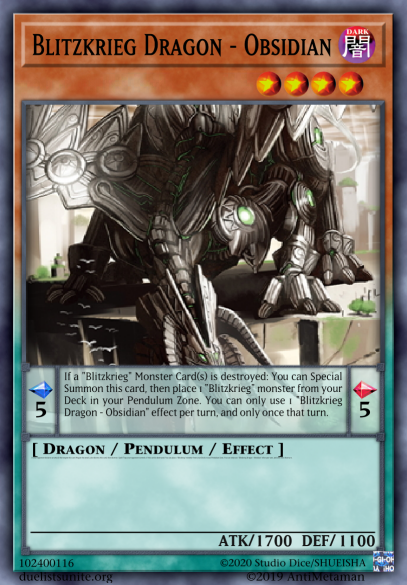 Blitzkrieg Dragon - Obsidian
DARK
闇
If a "Blitzkrieg" Monster Card(s) is destroyed: You can Special
Summon this card, then place 1 "Blitzkrieg" monster from your
Deck in your Pendulum Zone. You can only use 1 "Blitzkrieg
Dragon - Obsidian" effect per turn, and only once that turn.
5
5
[ Dragon / Pendulum / Effect ]
ATK/1700 DEF/1100
102400116
©2020 Studio Dice/SHUEISHA
duelistsunite.org
©2019 AntiMetaman